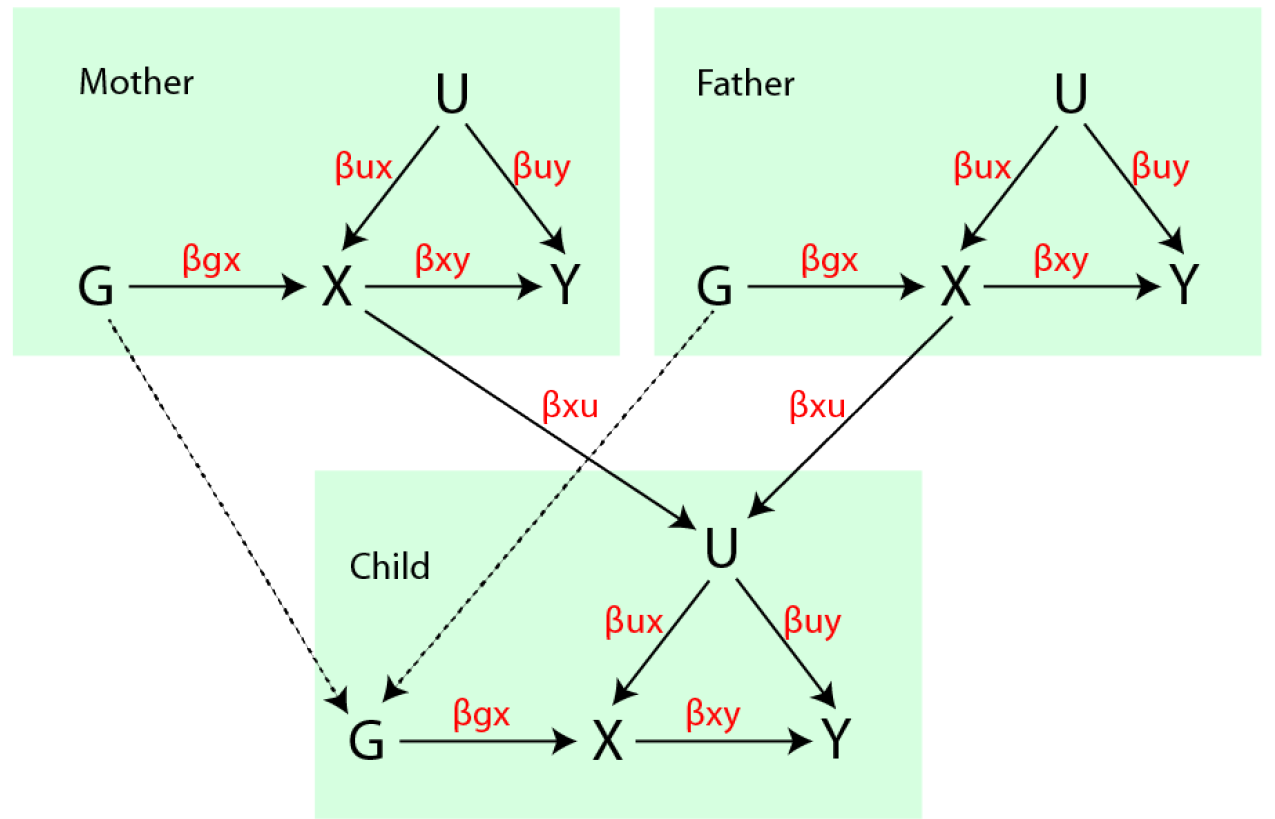 Mother
U
βux
βuy
G
βgx
X
βxy
Y
Father
U
βux
βuy
G
βgx
X
βxy
Y
βxu
βxu
Child
U
βux
βuy
G
βgx
X
βxy
Y